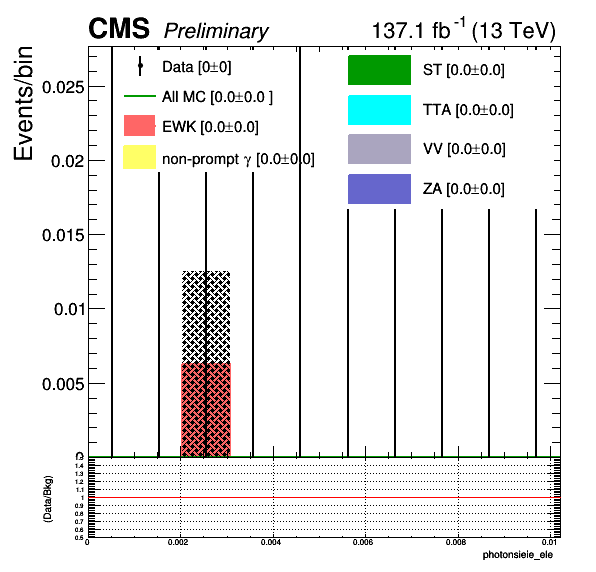 CMS Preliminary 137.1 fb⁻¹ (13 TeV)
Events/bin
0.025
0.02
0.015
0.01
0.005
0
Data [0±0]
All MC [0.0±0.0 ]
EWK [0.0±0.0]
non-prompt γ [0.0±0.0]
ST [0.0±0.0]
TTA [0.0±0.0]
VV [0.0±0.0]
ZA [0.0±0.0]
(Data/Bkg)
1.5
1.4
1.3
1.2
1.1
1
0.9
0.8
0.7
0.6
0.5
0 0.002 0.004 0.006 0.008 0.01
photonsieie_ele